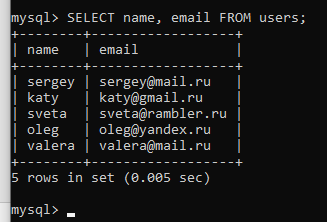 mysql> SELECT name, email FROM users;
+--------+------------------+
| name   | email            |
+--------+------------------+
| sergey | sergey@mail.ru   |
| katy   | katy@gmail.ru    |
| sveta  | sveta@rambler.ru |
| oleg   | oleg@yandex.ru   |
| valera | valera@mail.ru   |
+--------+------------------+
5 rows in set (0.005 sec)
mysql> _